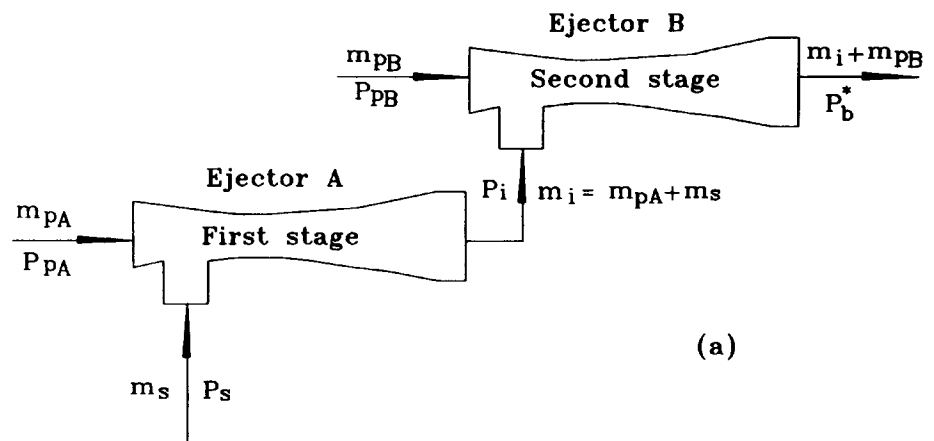 Ejector B
m_pB
P_pB
Second stage
m_i + m_pB
P_b^*
Ejector A
P_i
m_i = m_pA + m_s
m_pA
P_pA
First stage
(a)
m_s
P_s